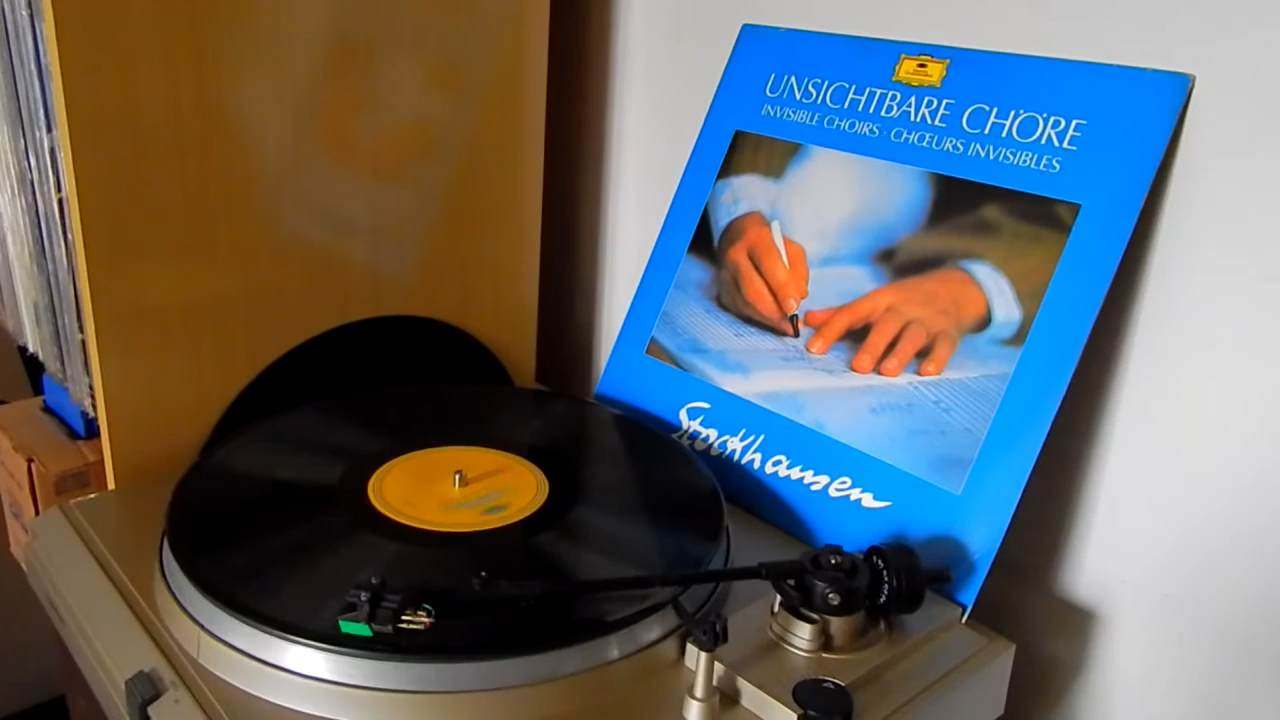 UNSICHTBARE CHÖRE
INVISIBLE CHOIRS · CHŒURS INVISIBLES
Stockhausen